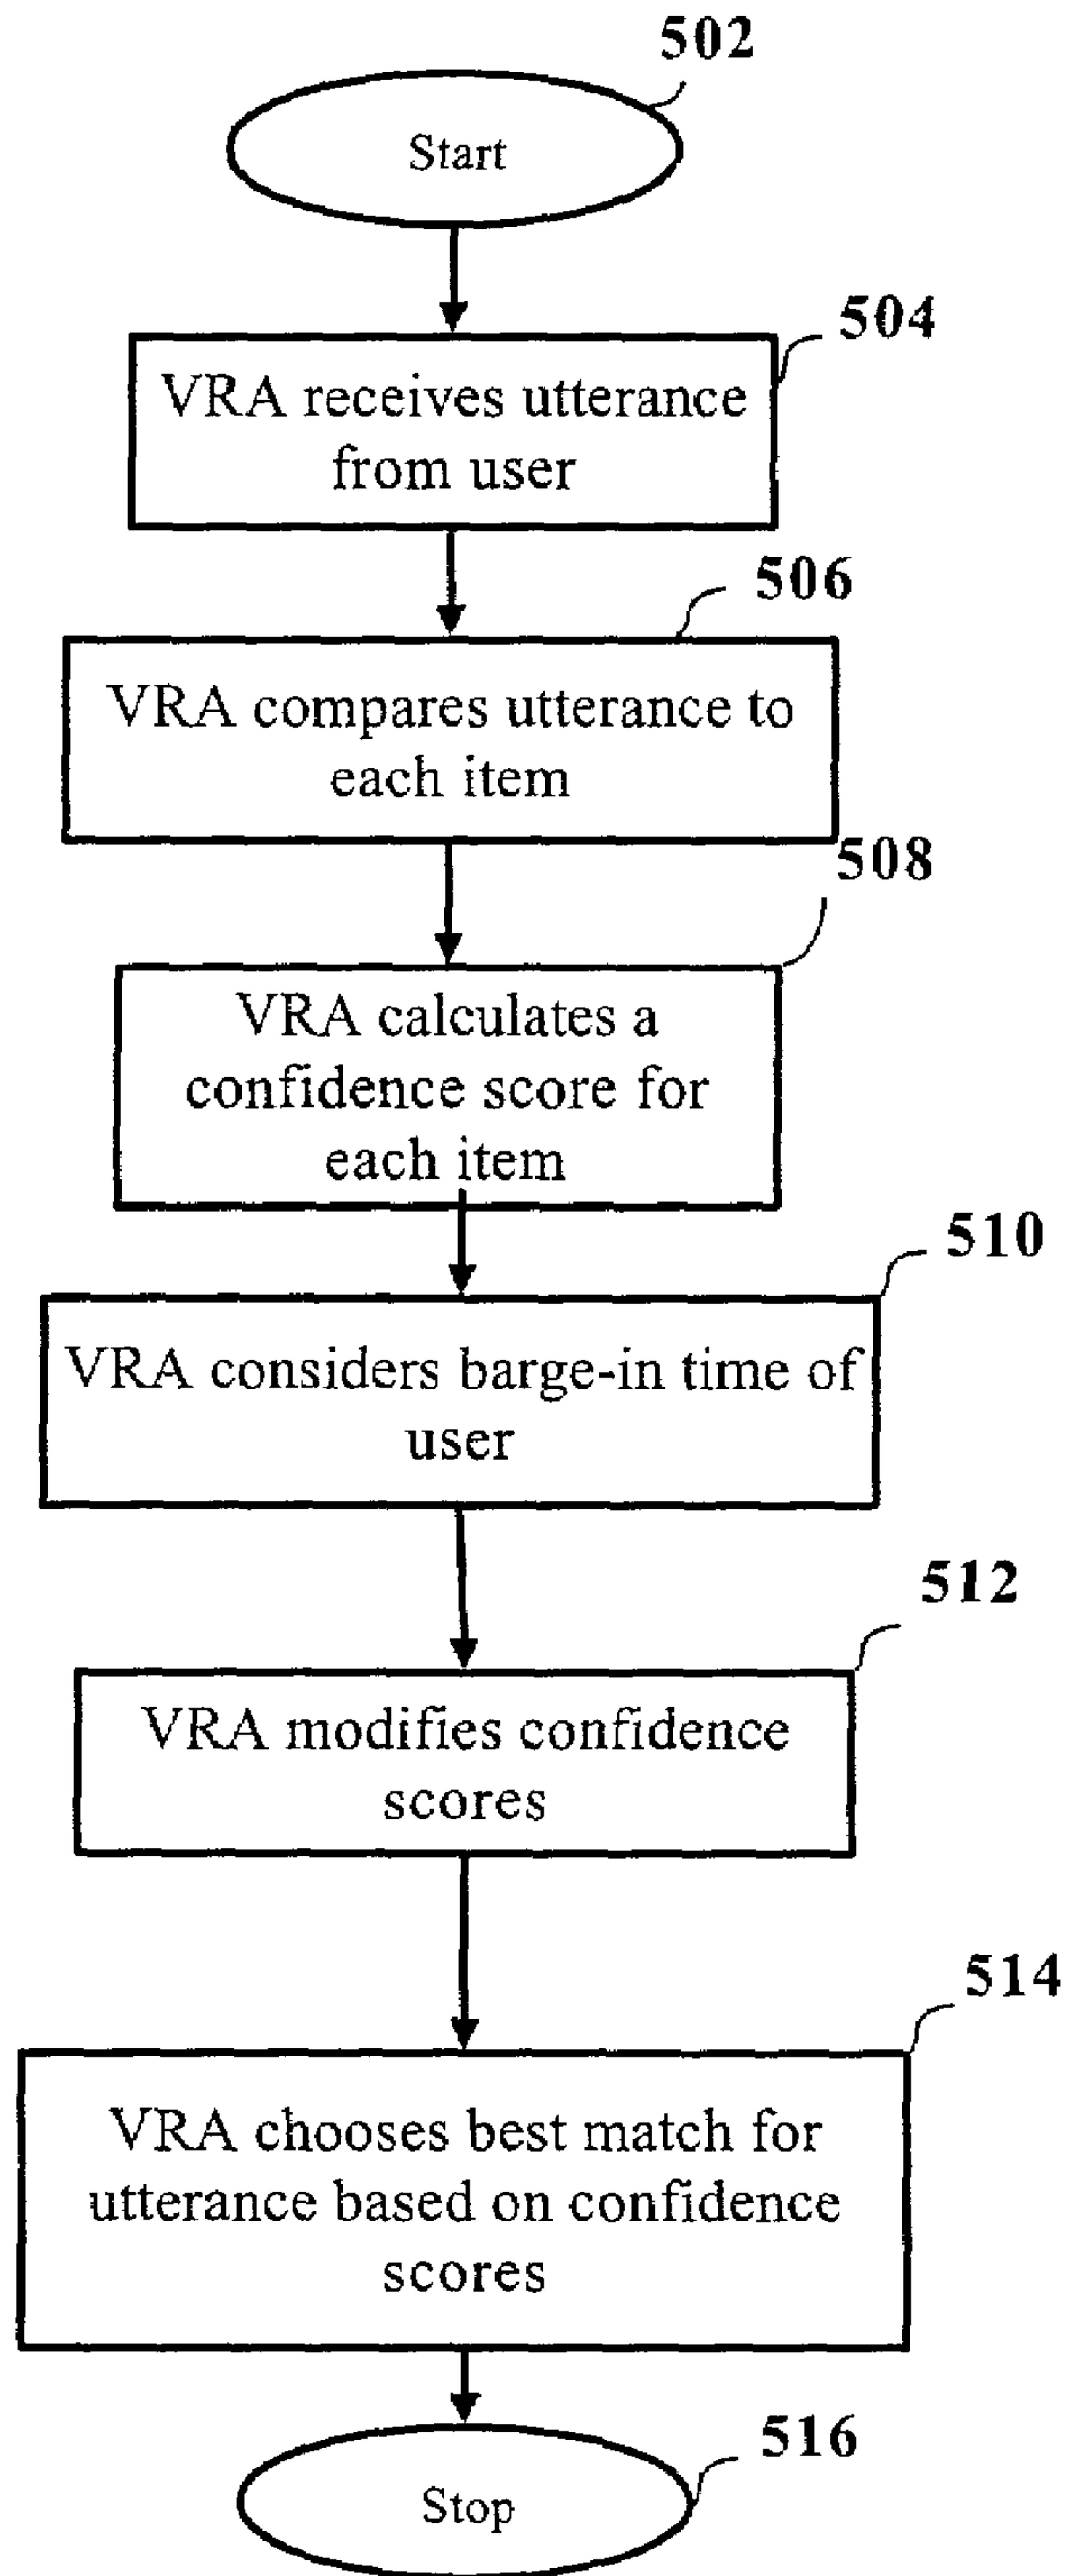 502
Start
504
VRA receives utterance
from user
506
VRA compares utterance to
each item
508
VRA calculates a
confidence score for
each item
510
VRA considers barge-in time of
user
512
VRA modifies confidence
scores
514
VRA chooses best match for
utterance based on confidence
scores
516
Stop